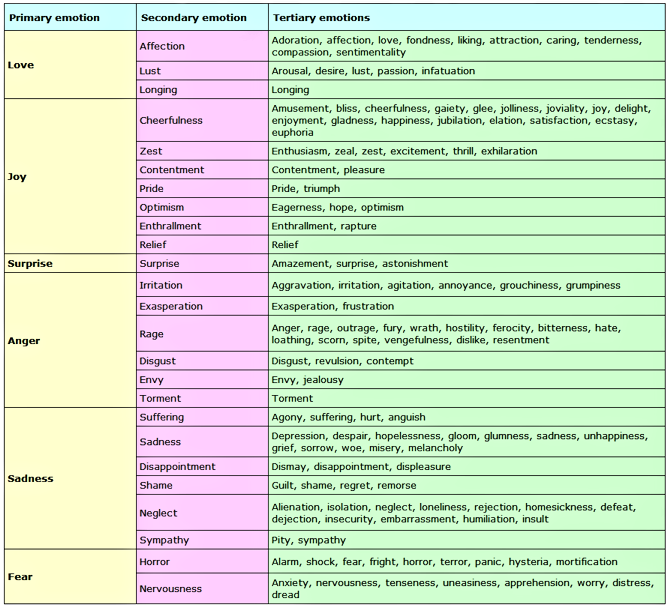 Primary emotion Secondary emotion Tertiary emotions
Love
Affection
Adoration, affection, love, fondness, liking, attraction, caring, tenderness,
compassion, sentimentality
Lust
Arousal, desire, lust, passion, infatuation
Longing
Longing
Joy
Cheerfulness
Amusement, bliss, cheerfulness, gaiety, glee, jolliness, joviality, joy, delight,
enjoyment, gladness, happiness, jubilation, elation, satisfaction, ecstasy,
euphoria
Zest
Enthusiasm, zeal, zest, excitement, thrill, exhilaration
Contentment
Contentment, pleasure
Pride
Pride, triumph
Optimism
Eagerness, hope, optimism
Enthrallment
Enthrallment, rapture
Relief
Relief
Surprise
Surprise
Amazement, surprise, astonishment
Anger
Irritation
Aggravation, irritation, agitation, annoyance, grouchiness, grumpiness
Exasperation
Exasperation, frustration
Rage
Anger, rage, outrage, fury, wrath, hostility, ferocity, bitterness, hate,
loathing, scorn, spite, vengefulness, dislike, resentment
Disgust
Disgust, revulsion, contempt
Envy
Envy, jealousy
Torment
Torment
Sadness
Suffering
Agony, suffering, hurt, anguish
Sadness
Depression, despair, hopelessness, gloom, glumness, sadness, unhappiness,
grief, sorrow, woe, misery, melancholy
Disappointment
Dismay, disappointment, displeasure
Shame
Guilt, shame, regret, remorse
Neglect
Alienation, isolation, neglect, loneliness, rejection, homesickness, defeat,
dejection, insecurity, embarrassment, humiliation, insult
Sympathy
Pity, sympathy
Fear
Horror
Alarm, shock, fear, fright, horror, terror, panic, hysteria, mortification
Nervousness
Anxiety, nervousness, tenseness, uneasiness, apprehension, worry, distress,
dread